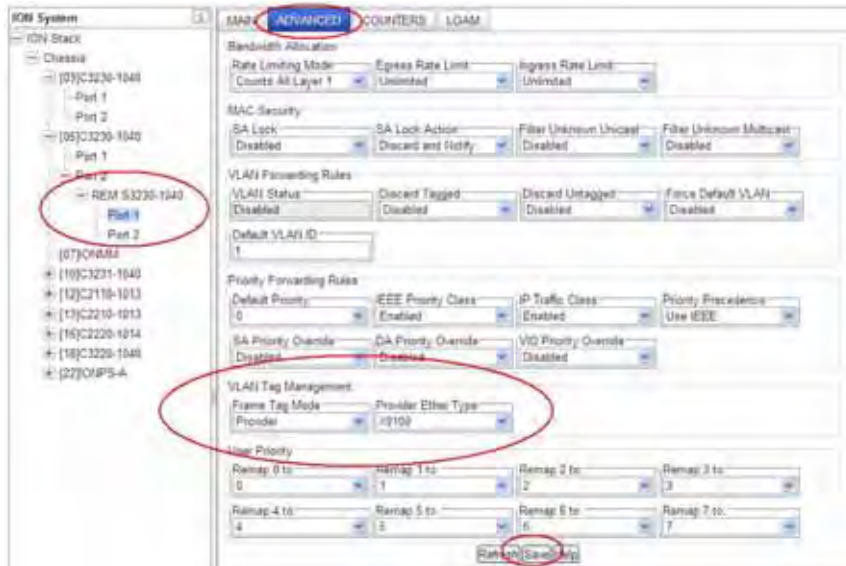 ION System
ION Stack
Chassis
[03]C3230-1040
Port 1
Port 2
[05]C3230-1040
Port 1
Port 2
REM S3230-1040
Port 1
Port 2
[07]IONMM
[10]C3231-1040
[12]C2110-1013
[13]C2210-1013
[16]C2220-1014
[18]C3220-1040
[22]IONPS-A
MAIN ADVANCED COUNTERS LOAM
Bandwidth Allocation
Rate Limiting Mode Egress Rate Limit Ingress Rate Limit
Counts All Layer 1 Unlimited Unlimited
MAC Security
SA Lock SA Lock Action Filter Unknown Unicast Filter Unknown Multicast
Disabled Discard and Notify Disabled Disabled
VLAN Forwarding Rules
VLAN Status Discard Tagged Discard Untagged Force Default VLAN
Disabled Disabled Disabled Disabled
Default VLAN ID
1
Priority Forwarding Rules
Default Priority IEEE Priority Class IP Traffic Class Priority Precedence
0 Enabled Enabled Use IEEE
SA Priority Override DA Priority Override VID Priority Override
Disabled Disabled Disabled
VLAN Tag Management
Frame Tag Mode Provider Ether Type
Provider X9100
User Priority
Remap 0 to Remap 1 to Remap 2 to Remap 3 to
0 1 2 3
Remap 4 to Remap 5 to Remap 6 to Remap 7 to
4 5 6 7
Refresh Save Help